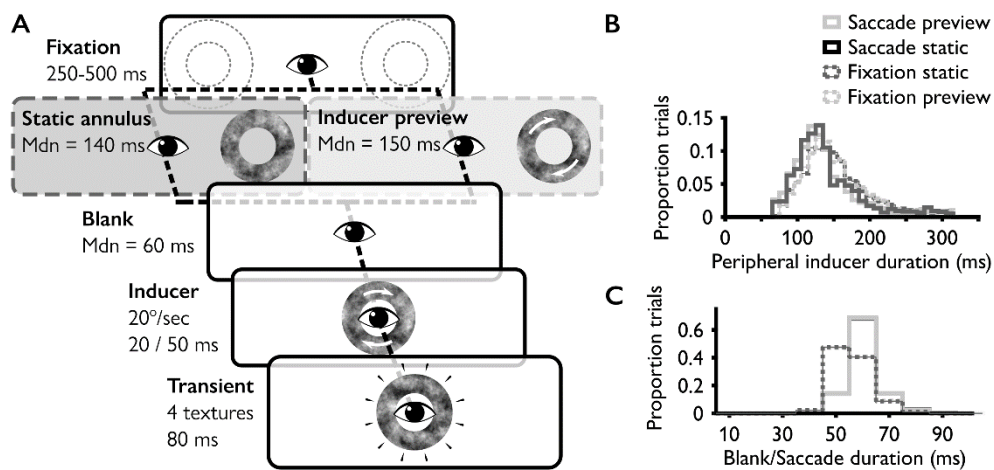 A
Fixation
250-500 ms
Static annulus
Mdn = 140 ms
Inducer preview
Mdn = 150 ms
Blank
Mdn = 60 ms
Inducer
20º/sec
20 / 50 ms
Transient
4 textures
80 ms
B
Saccade preview
Saccade static
Fixation static
Fixation preview
Proportion trials
0.15
0.10
0.05
0
0 100 200 300
Peripheral inducer duration (ms)
C
Proportion trials
0.6
0.4
0.2
0
10 30 50 70 90
Blank/Saccade duration (ms)